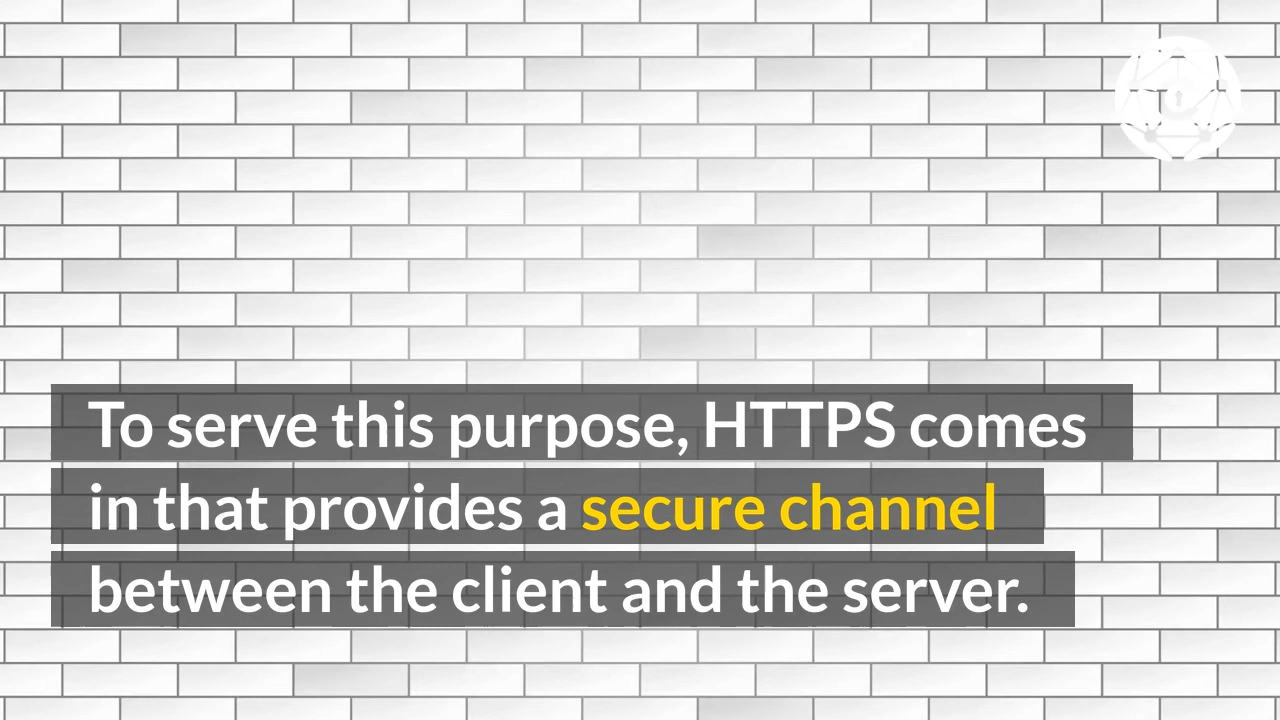 To serve this purpose, HTTPS comes
in that provides a secure channel
between the client and the server.